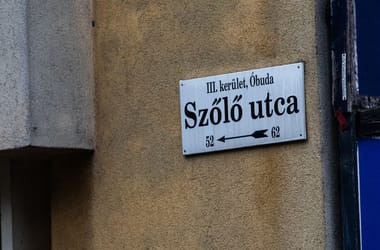 III. kerület, Óbuda
Szőlő utca
52 62